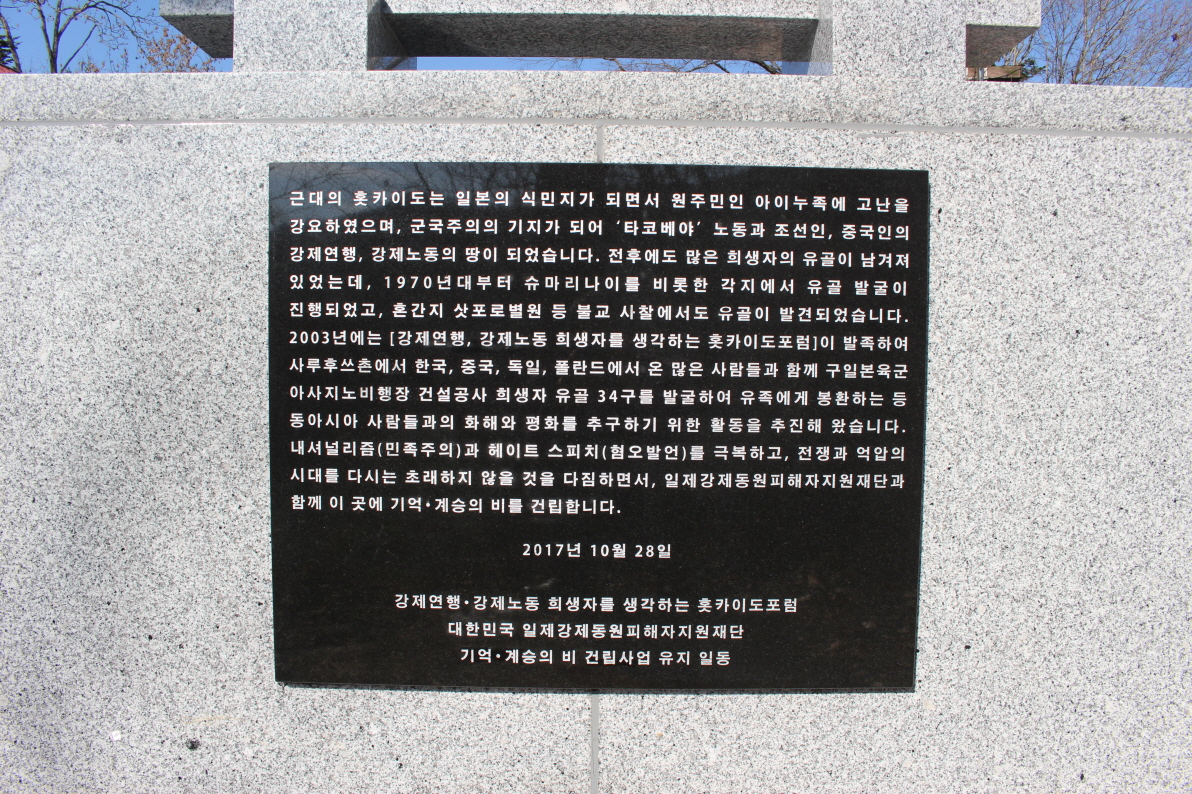 근대의 홋카이도는 일본의 식민지가 되면서 원주민인 아이누족에 고난을
강요하였으며, 군국주의의 기지가 되어 ‘타코베야’ 노동과 조선인, 중국인의
강제연행, 강제노동의 땅이 되었습니다. 전후에도 많은 희생자의 유골이 남겨져
있었는데, 1970년대부터 슈마리나이를 비롯한 각지에서 유골 발굴이
진행되었고, 혼간지 삿포로별원 등 불교 사찰에서도 유골이 발견되었습니다.
2003년에는 [강제연행, 강제노동 희생자를 생각하는 홋카이도포럼]이 발족하여
사루후쓰촌에서 한국, 중국, 독일, 폴란드에서 온 많은 사람들과 함께 구일본육군
아사지노비행장 건설공사 희생자 유골 34구를 발굴하여 유족에게 봉환하는 등
동아시아 사람들과의 화해와 평화를 추구하기 위한 활동을 추진해 왔습니다.
내셔널리즘(민족주의)과 헤이트 스피치(혐오발언)를 극복하고, 전쟁과 억압의
시대를 다시는 초래하지 않을 것을 다짐하면서, 일제강제동원피해자지원재단과
함께 이 곳에 기억·계승의 비를 건립합니다.
2017년 10월 28일
강제연행·강제노동 희생자를 생각하는 홋카이도포럼
대한민국 일제강제동원피해자지원재단
기억·계승의 비 건립사업 유지 일동